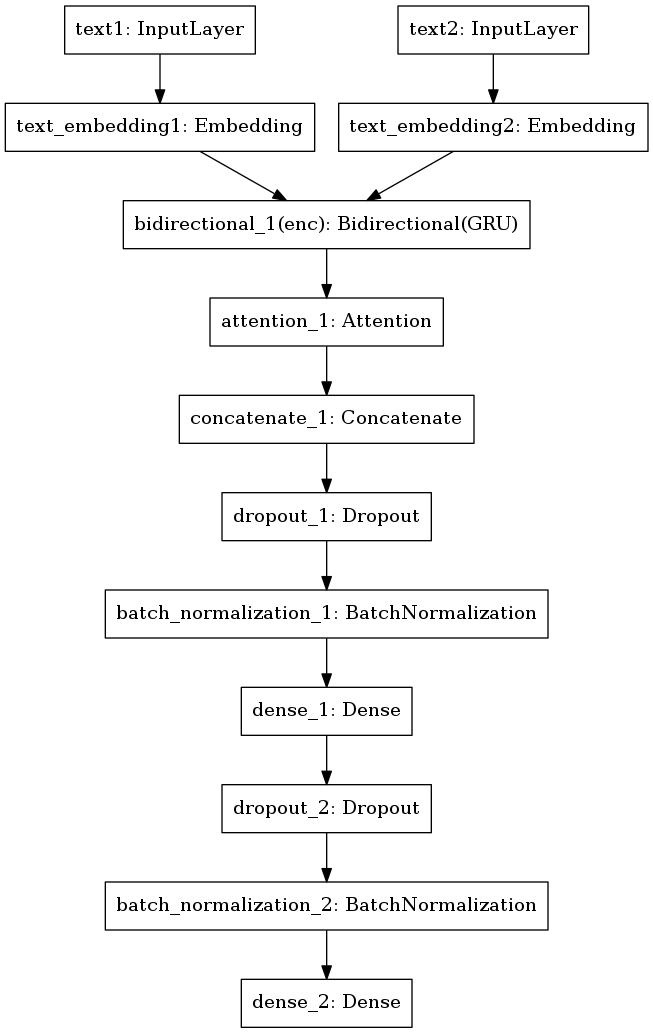 text1: InputLayer
text2: InputLayer
text_embedding1: Embedding
text_embedding2: Embedding
bidirectional_1(enc): Bidirectional(GRU)
attention_1: Attention
concatenate_1: Concatenate
dropout_1: Dropout
batch_normalization_1: BatchNormalization
dense_1: Dense
dropout_2: Dropout
batch_normalization_2: BatchNormalization
dense_2: Dense